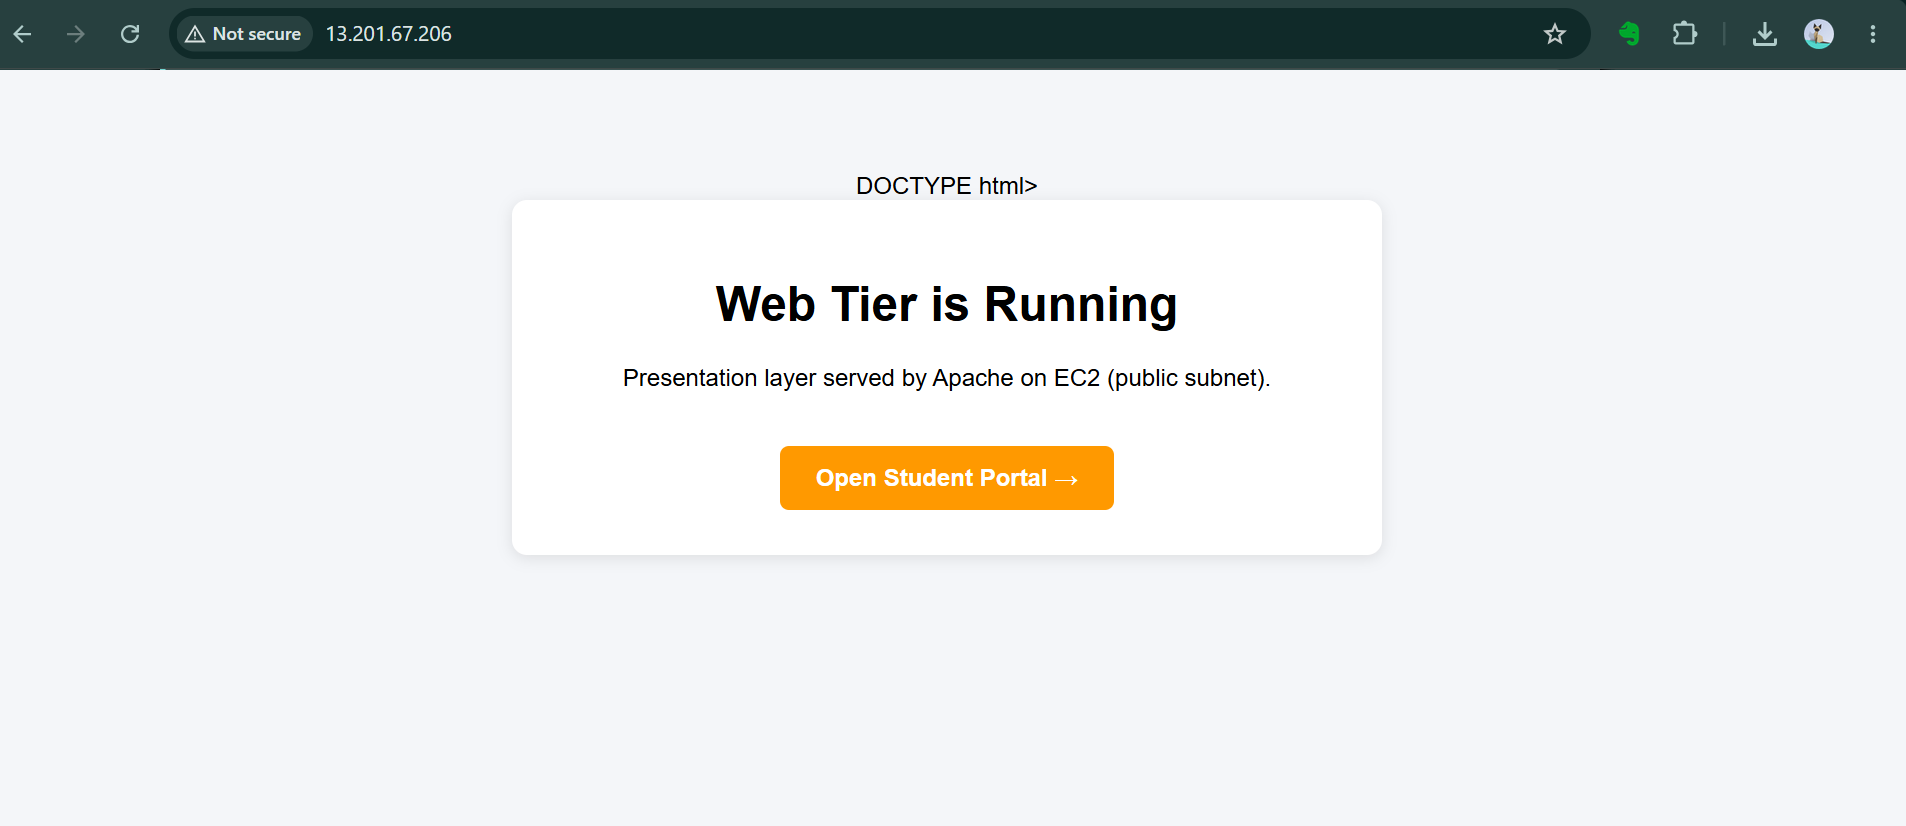 Not secure 13.201.67.206
DOCTYPE html>
Web Tier is Running
Presentation layer served by Apache on EC2 (public subnet).
Open Student Portal →